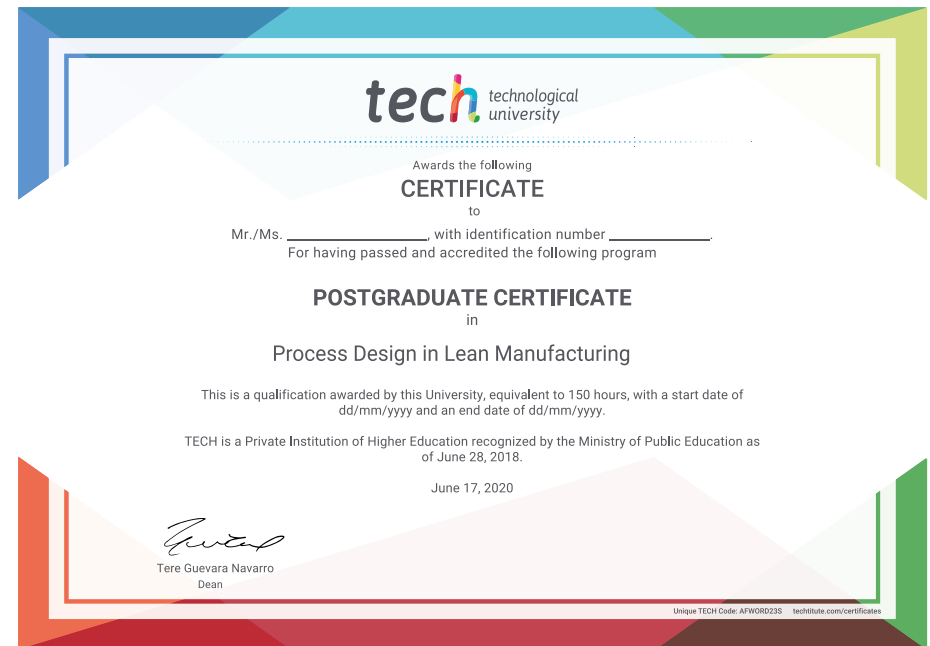 tech technological
university
Awards the following
CERTIFICATE
to
Mr./Ms. ____________________, with identification number ______________.
For having passed and accredited the following program
POSTGRADUATE CERTIFICATE
in
Process Design in Lean Manufacturing
This is a qualification awarded by this University, equivalent to 150 hours, with a start date of
dd/mm/yyyy and an end date of dd/mm/yyyy.
TECH is a Private Institution of Higher Education recognized by the Ministry of Public Education as
of June 28, 2018.
June 17, 2020
Tere Guevara Navarro
Dean
Unique TECH Code: AFWORD23S techtitute.com/certificates